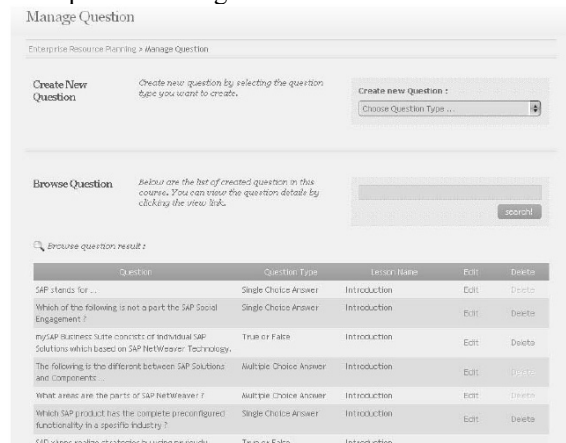 Manage Question
Enterprise Resource Planning > Manage Question
Create New
Question
Create new question by selecting the question
type you want to create.
Create new Question :
Choose Question Type ...
Browse Question
Below are the list of created question in this
course. You can view the question details by
clicking the view link.
search!
Browse question result :
Question Question Type Lesson Name Edit Delete
SAP stands for ... Single Choice Answer Introduction Edit Delete
Which of the following is not a part the SAP Social
Engagement ?
Single Choice Answer Introduction Edit Delete
mySAP Business Suite consists of individual SAP
Solutions which based on SAP NetWeaver Technology.
True or False Introduction Edit Delete
The following is the different between SAP Solutions
and Components ...
Multiple Choice Answer Introduction Edit Delete
What areas are the parts of SAP NetWeaver ? Multiple Choice Answer Introduction Edit Delete
Which SAP product has the complete preconfigured
functionality in a specific industry ?
Single Choice Answer Introduction Edit Delete
True or False Introduction